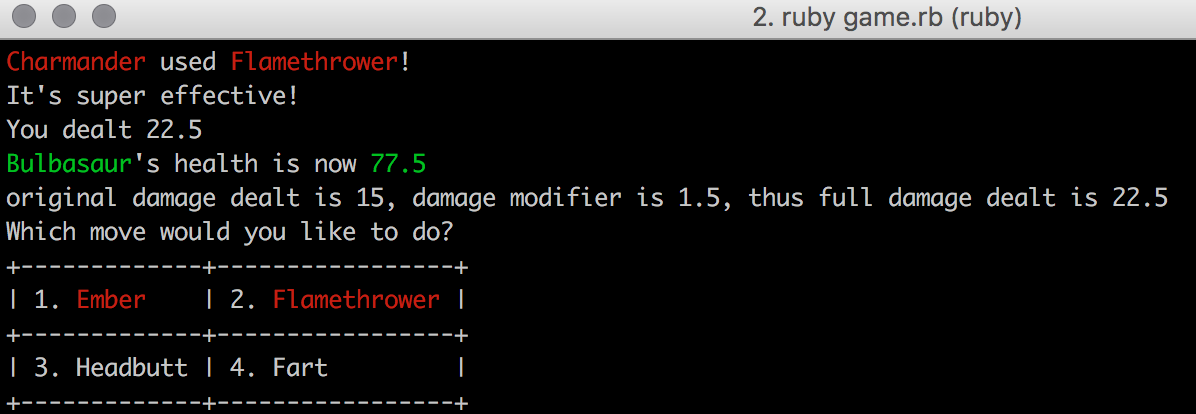 2. ruby game.rb (ruby)
Charmander used Flamethrower!
It's super effective!
You dealt 22.5
Bulbasaur's health is now 77.5
original damage dealt is 15, damage modifier is 1.5, thus full damage dealt is 22.5
Which move would you like to do?
+-------------+-----------------+
| 1. Ember    | 2. Flamethrower |
+-------------+-----------------+
| 3. Headbutt | 4. Fart         |
+-------------+-----------------+